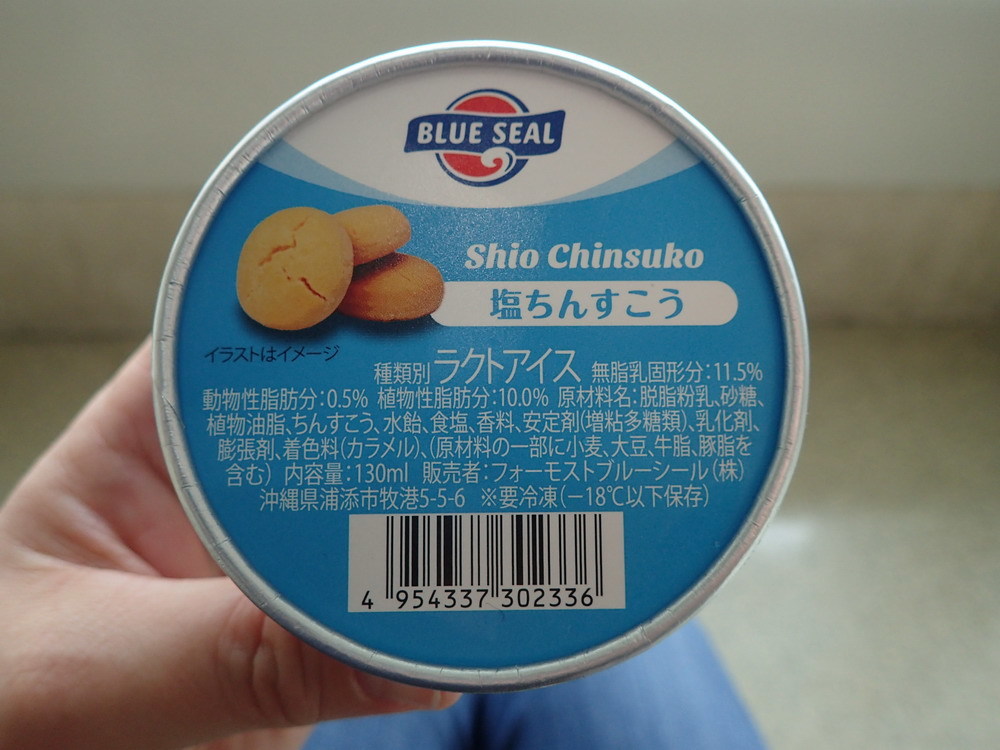 BLUE SEAL
Shio Chinsuko
塩ちんすこう
イラストはイメージ
種類別 ラクトアイス 無脂乳固形分:11.5%
動物性脂肪分:0.5% 植物性脂肪分:10.0% 原材料名:脱脂粉乳、砂糖、
植物油脂、ちんすこう、水飴、食塩、香料、安定剤(増粘多糖類)、乳化剤、
膨張剤、着色料(カラメル)、(原材料の一部に小麦、大豆、牛脂、豚脂を
含む) 内容量:130ml 販売者:フォーモストブルーシール(株)
沖縄県浦添市牧港5-5-6 ※要冷凍(-18℃以下保存)
4 954337 302336